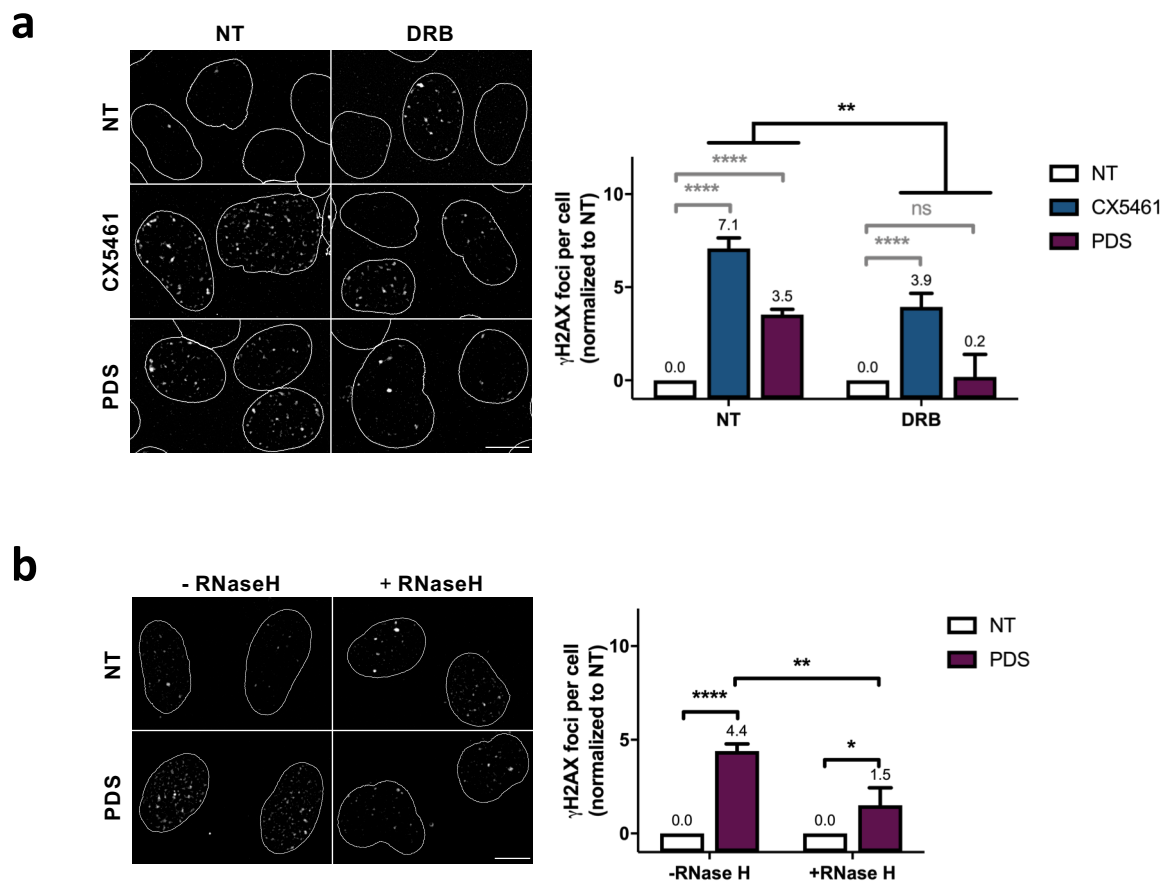 a
NT DRB
NT
CX5461
PDS
γH2AX foci per cell
(normalized to NT)
10
5
0
**
****
****
ns
****
0.0
7.1
3.5
0.0
3.9
0.2
NT DRB
NT
CX5461
PDS
b
- RNaseH + RNaseH
NT
PDS
γH2AX foci per cell
(normalized to NT)
10
5
0
**
****
*
0.0
4.4
0.0
1.5
-RNase H +RNase H
NT
PDS